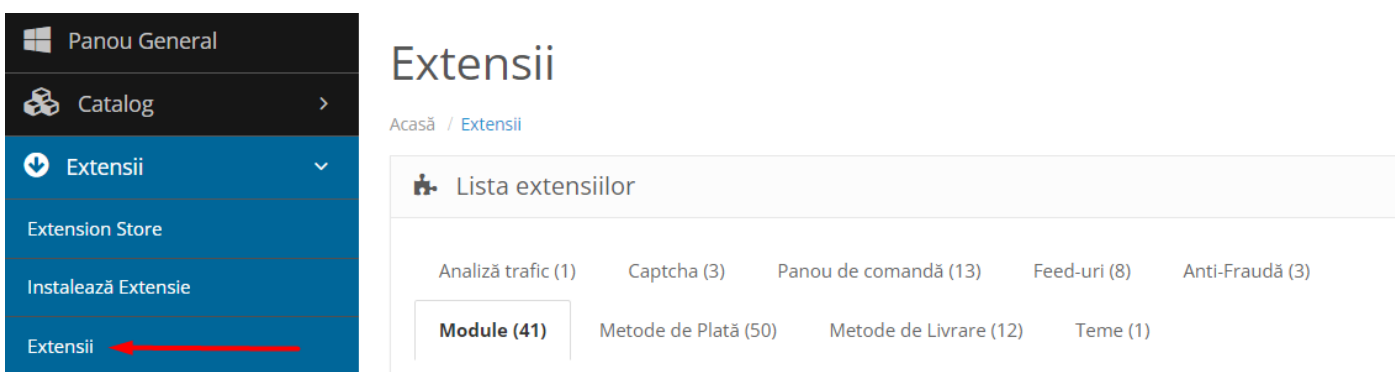 Panou General
Catalog
Extensii
Extension Store
Instalează Extensie
Extensii
Extensii
Acasă / Extensii
Lista extensiilor
Analiză trafic (1) Captcha (3) Panou de comandă (13) Feed-uri (8) Anti-Fraudă (3)
Module (41) Metode de Plată (50) Metode de Livrare (12) Teme (1)